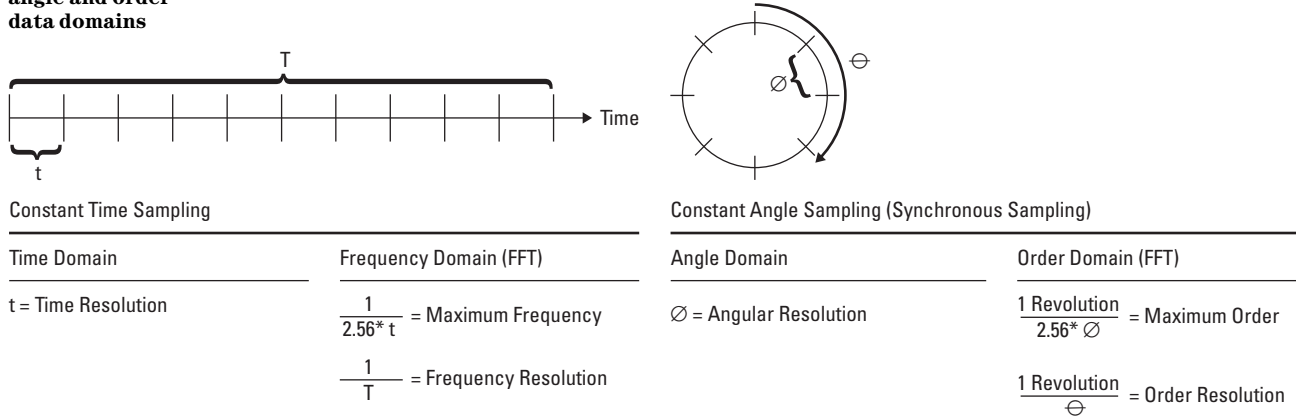 angle and order
data domains
T
Time
t
∅
⦵
Constant Time Sampling
Time Domain
Frequency Domain (FFT)
t = Time Resolution
1
2.56* t
= Maximum Frequency
1
T
= Frequency Resolution
Constant Angle Sampling (Synchronous Sampling)
Angle Domain
Order Domain (FFT)
∅ = Angular Resolution
1 Revolution
2.56* ∅
= Maximum Order
1 Revolution
⦵
= Order Resolution